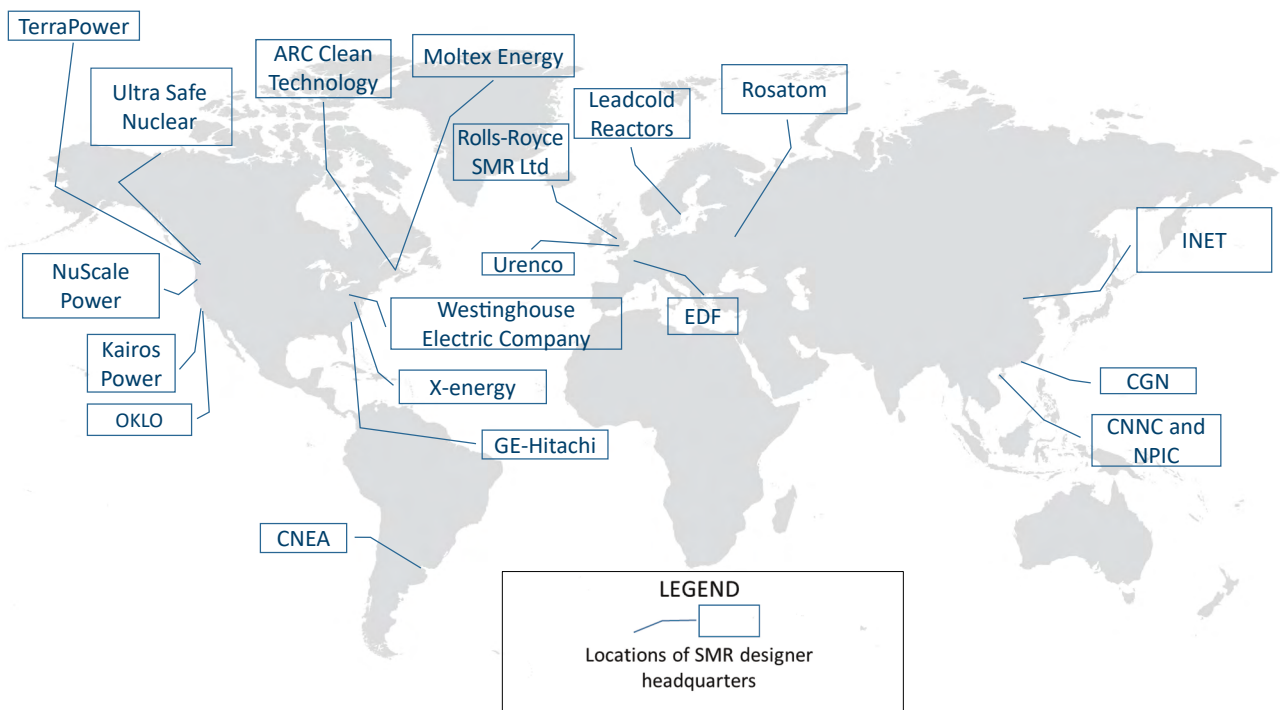 TerraPower
Ultra Safe
Nuclear
ARC Clean
Technology
Moltex Energy
Leadcold
Reactors
Rosatom
Rolls-Royce
SMR Ltd
INET
NuScale
Power
Urenco
Westinghouse
Electric Company
EDF
Kairos
Power
X-energy
CGN
OKLO
GE-Hitachi
CNNC and
NPIC
CNEA
LEGEND
Locations of SMR designer
headquarters